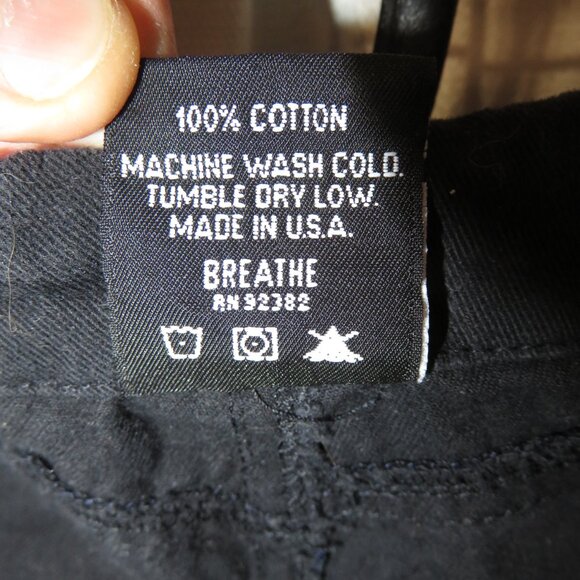 100% COTTON
MACHINE WASH COLD.
TUMBLE DRY LOW.
MADE IN U.S.A.
BREATHE
RN 92382